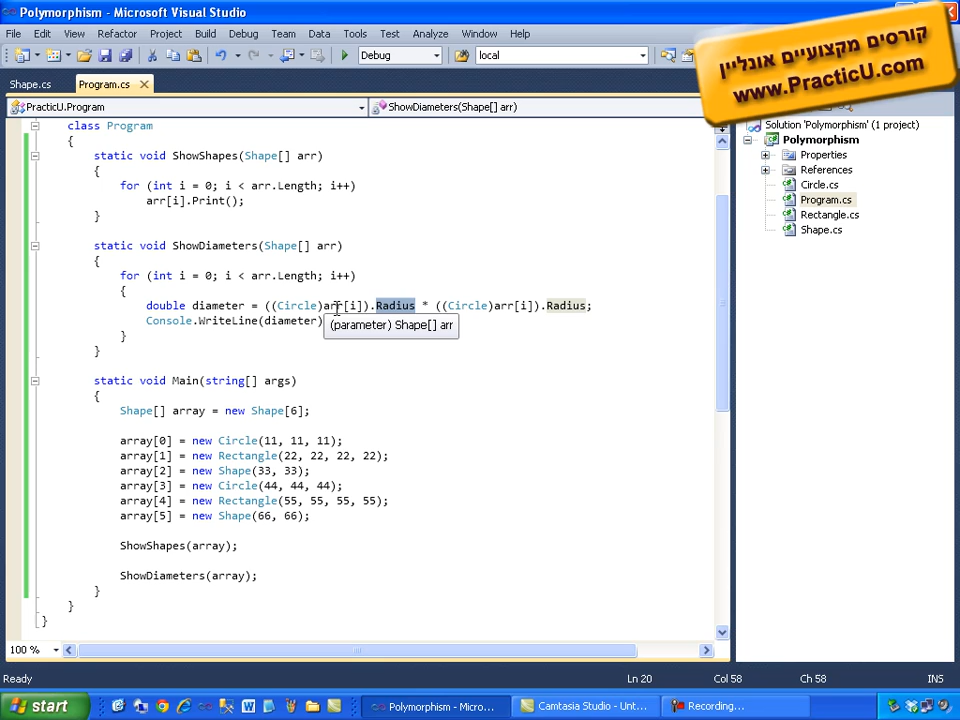 Polymorphism - Microsoft Visual Studio
File Edit View Refactor Project Build Debug Team Data Tools Test Analyze Window Help
Debug local
קורסים מקצועיים אונליין
www.PracticU.com
Shape.cs Program.cs
PracticU.Program ShowDiameters(Shape[] arr)
class Program
{
static void ShowShapes(Shape[] arr)
{
for (int i = 0; i < arr.Length; i++)
arr[i].Print();
}
static void ShowDiameters(Shape[] arr)
{
for (int i = 0; i < arr.Length; i++)
{
double diameter = ((Circle)arr[i]).Radius * ((Circle)arr[i]).Radius;
Console.WriteLine(diameter)
(parameter) Shape[] arr
}
}
static void Main(string[] args)
{
Shape[] array = new Shape[6];
array[0] = new Circle(11, 11, 11);
array[1] = new Rectangle(22, 22, 22, 22);
array[2] = new Shape(33, 33);
array[3] = new Circle(44, 44, 44);
array[4] = new Rectangle(55, 55, 55, 55);
array[5] = new Shape(66, 66);
ShowShapes(array);
ShowDiameters(array);
}
}
}
100 %
Solution 'Polymorphism' (1 project)
Polymorphism
Properties
References
Circle.cs
Program.cs
Rectangle.cs
Shape.cs
Ready Ln 20 Col 58 Ch 58 INS
start Polymorphism - Micro... Camtasia Studio - Unt... Recording...